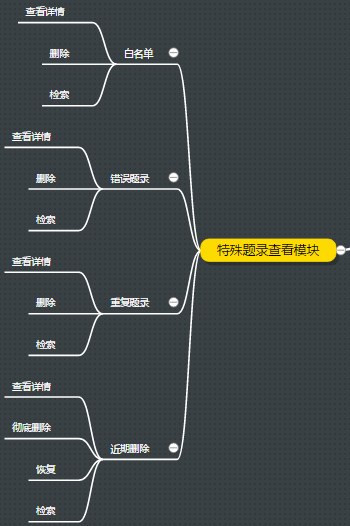 查看详情
删除
白名单
检索
查看详情
删除
错误题录
检索
特殊题录查看模块
查看详情
删除
重复题录
检索
查看详情
彻底删除
近期删除
恢复
检索